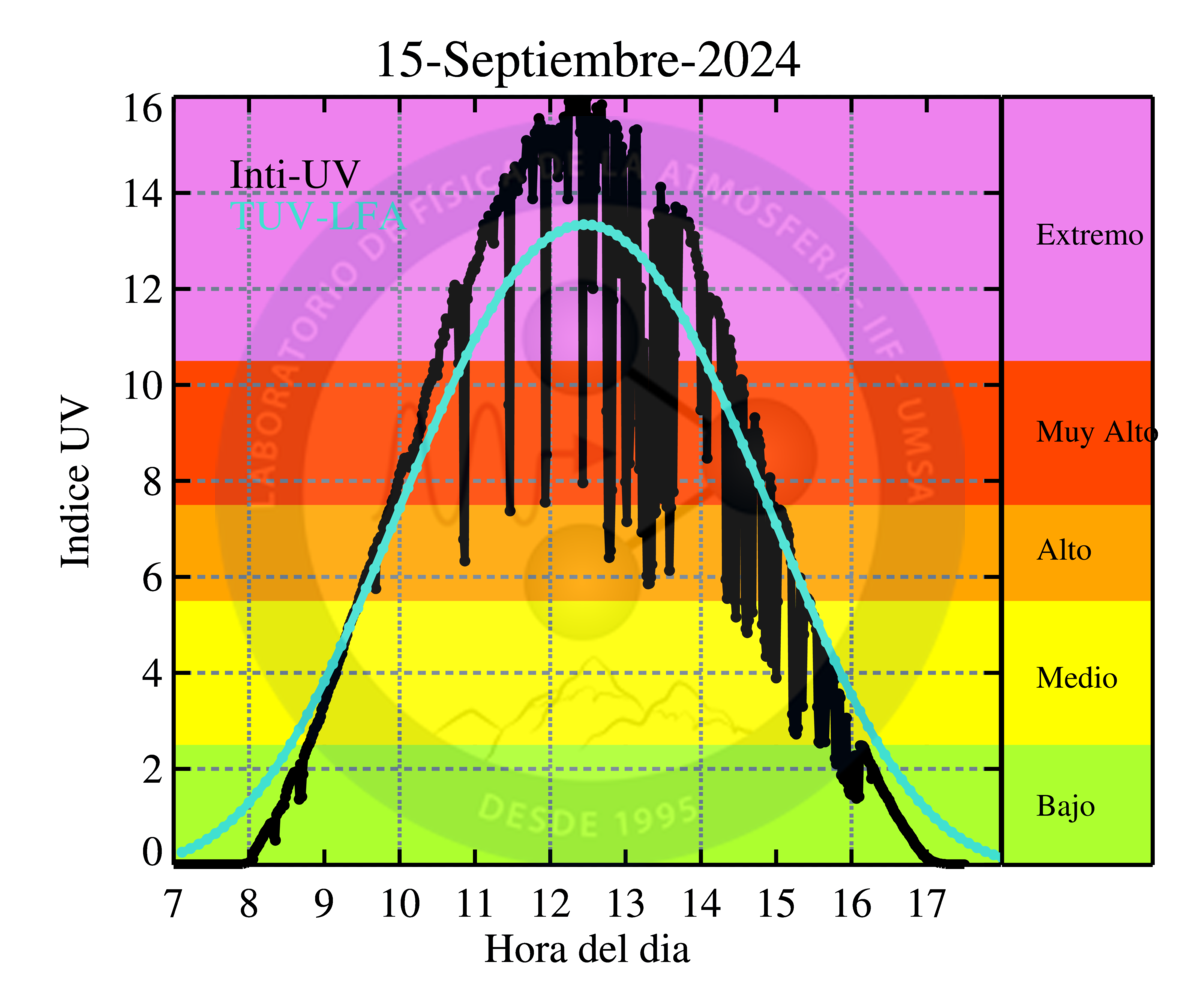 15-Septiembre-2024
Inti-UV
TUV-LFA
Indice UV
16
14
12
10
8
6
4
2
0
7 8 9 10 11 12 13 14 15 16 17
Hora del dia
Extremo
Muy Alto
Alto
Medio
Bajo
LABORATORIO DE FÍSICA DE LA ATMÓSFERA - IIF - UMSA
DESDE 1995